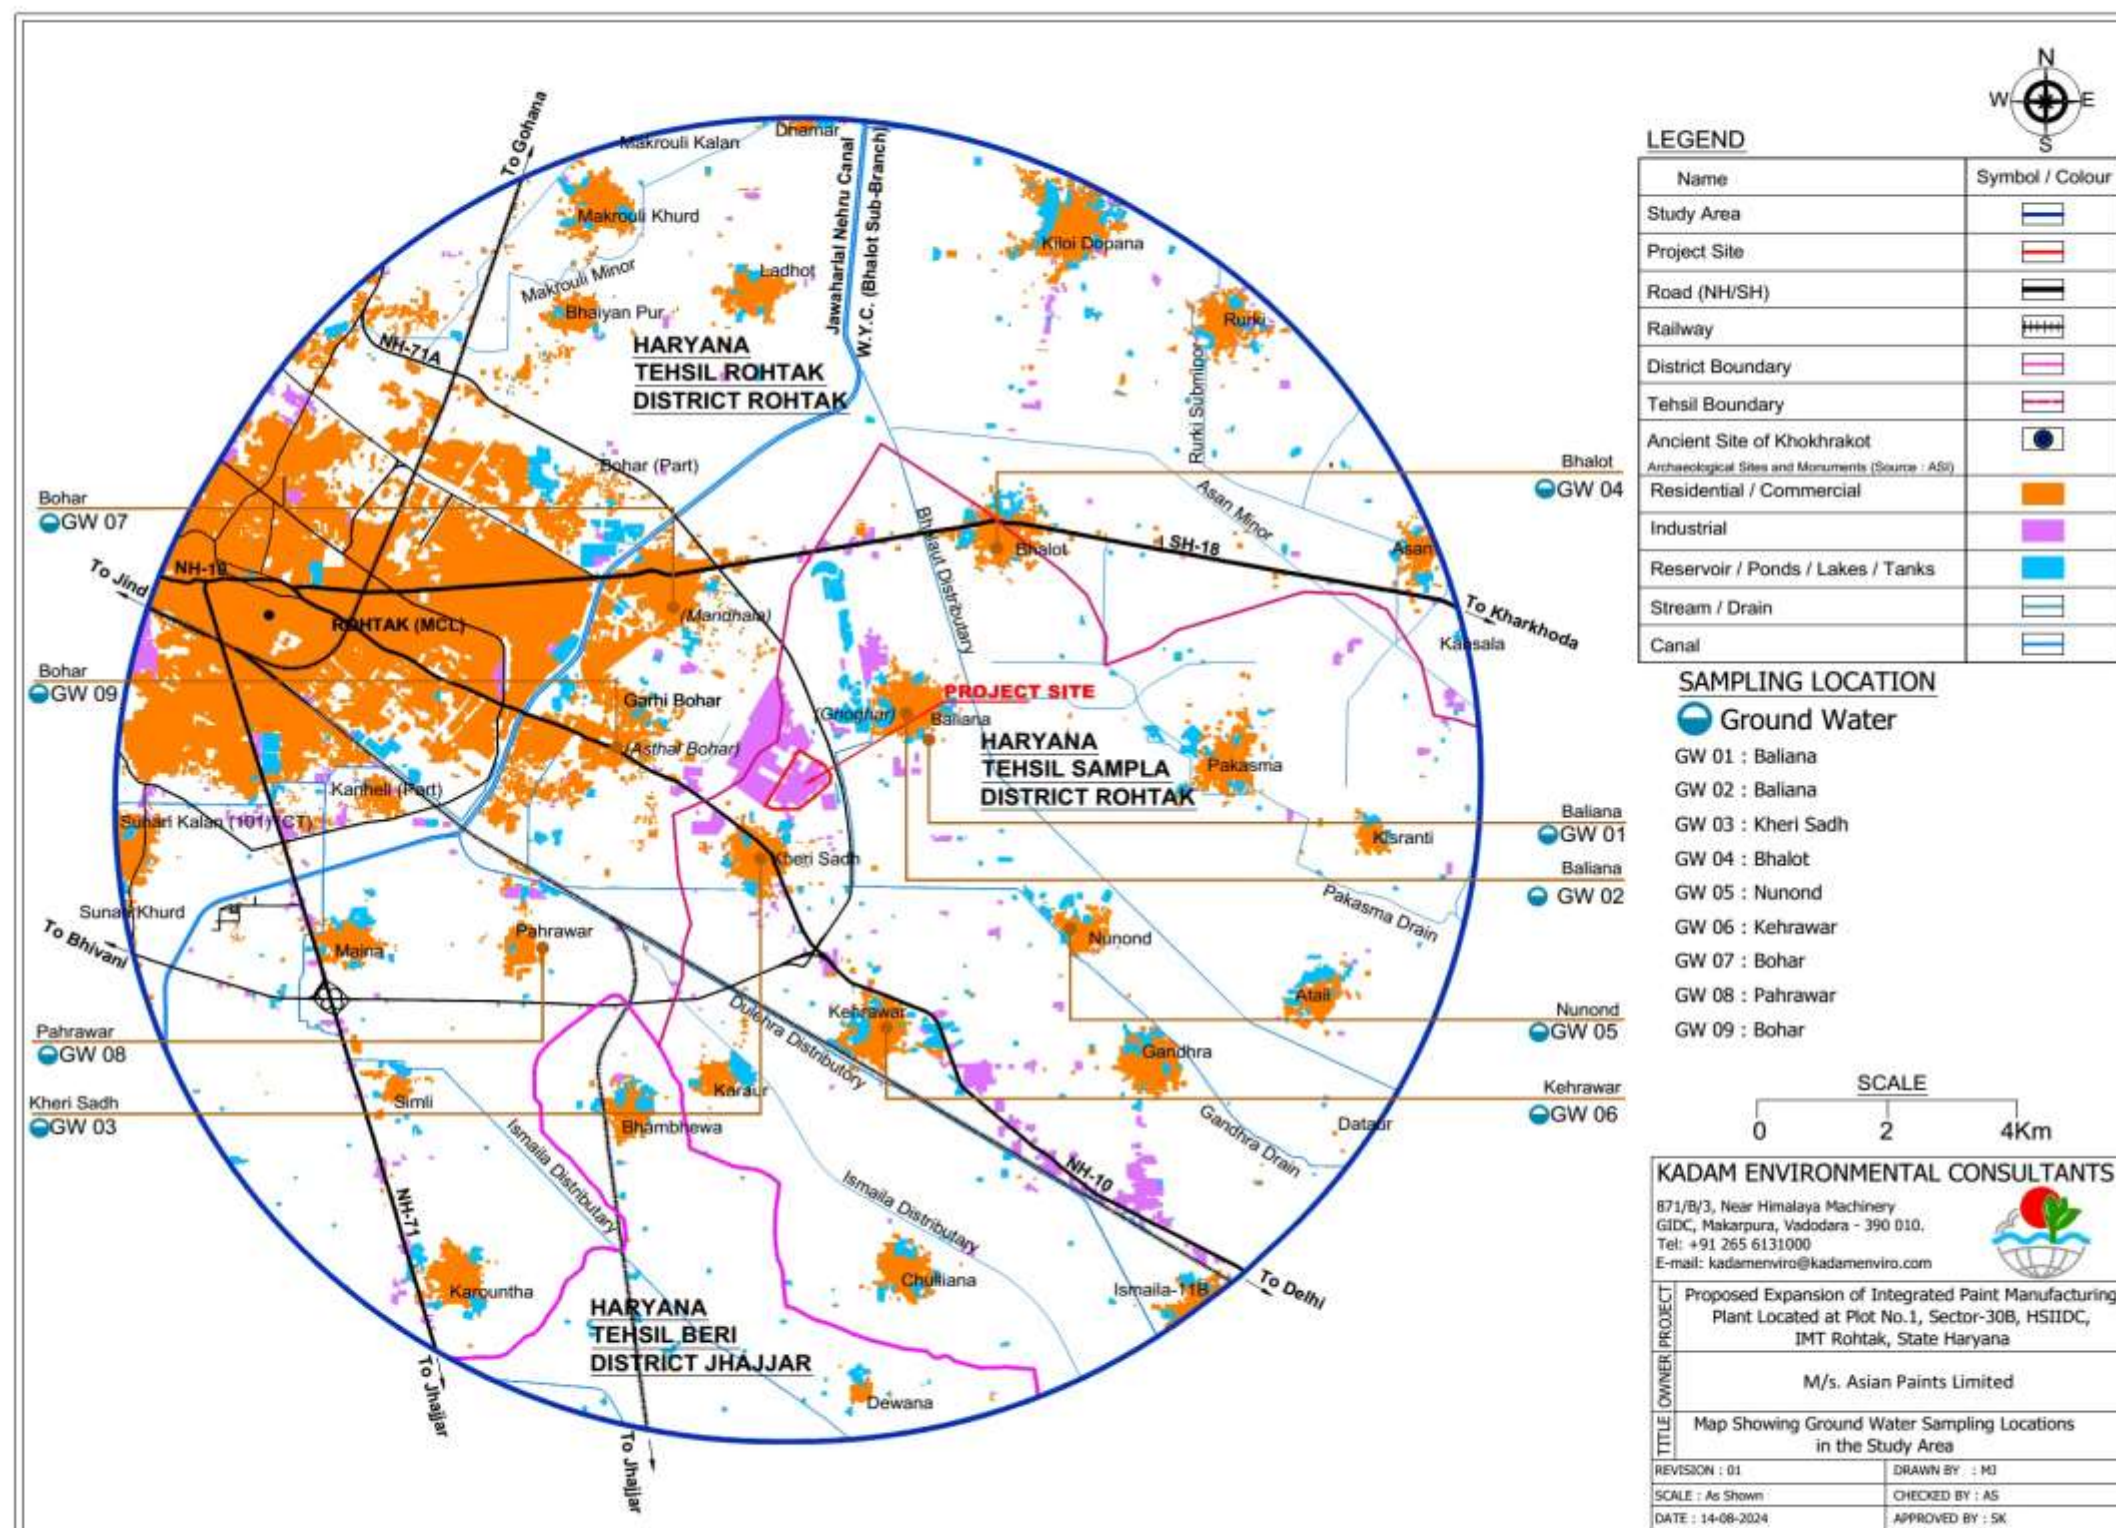 N
W E
S
LEGEND
Name Symbol / Colour
Study Area
Project Site
Road (NH/SH)
Railway
District Boundary
Tehsil Boundary
Ancient Site of Khokhrakot
Archaeological Sites and Monuments (Source : ASI)
Residential / Commercial
Industrial
Reservoir / Ponds / Lakes / Tanks
Stream / Drain
Canal
SAMPLING LOCATION
Ground Water
GW 01 : Baliana
GW 02 : Baliana
GW 03 : Kheri Sadh
GW 04 : Bhalot
GW 05 : Nunond
GW 06 : Kehrawar
GW 07 : Bohar
GW 08 : Pahrawar
GW 09 : Bohar
SCALE
0 2 4Km
KADAM ENVIRONMENTAL CONSULTANTS
871/B/3, Near Himalaya Machinery
GIDC, Makarpura, Vadodara - 390 010.
Tel: +91 265 6131000
E-mail: kadamenviro@kadamenviro.com
PROJECT
Proposed Expansion of Integrated Paint Manufacturing
Plant Located at Plot No.1, Sector-30B, HSIIDC,
IMT Rohtak, State Haryana
OWNER
M/s. Asian Paints Limited
TITLE
Map Showing Ground Water Sampling Locations
in the Study Area
REVISION : 01 DRAWN BY : MJ
SCALE : As Shown CHECKED BY : AS
DATE : 14-08-2024 APPROVED BY : SK
To Gohana
Makrouli Kalan
Dhamar
Jawaharlal Nehru Canal
W.Y.C. (Bhalot Sub-Branch)
Makrouli Khurd
Kiloi Dopana
Makrouli Minor
Ladhot
Bhaiyan Pur
Rurki
NH-71A
HARYANA
TEHSIL ROHTAK
DISTRICT ROHTAK
Rurki Subminor
Bohar (Part)
Bhalot
GW 04
Asan Minor
Bohar
GW 07
Bhalaut Distributary
Bhalot
SH-18
Asan
To Jind
NH-10
(Mandhala)
ROHTAK (MCL)
To Kharkhoda
Kansala
Bohar
GW 09
Garhi Bohar
PROJECT SITE
(Ghoghar)
Baliana
(Asthal Bohar)
HARYANA
TEHSIL SAMPLA
DISTRICT ROHTAK
Pakasma
Kanheli (Part)
Sunari Kalan (101) (CT)
Baliana
GW 01
Kisranti
Kheri Sadh
Baliana
GW 02
Pakasma Drain
Sunari Khurd
To Bhivani
Maina
Pahrawar
Nunond
Atail
Kehrawar
Dulehra Distributory
Nunond
GW 05
Pahrawar
GW 08
Gandhra
Karaur
Simli
Kehrawar
GW 06
Kheri Sadh
GW 03
Bhambhewa
Dataur
Gandhra Drain
Ismaila Distributary
NH-10
Ismaila Distributary
NH-71
Karountha
Chulliana
Ismaila-11B
To Delhi
HARYANA
TEHSIL BERI
DISTRICT JHAJJAR
To Jhajjar
Dewana
To Jhajjar